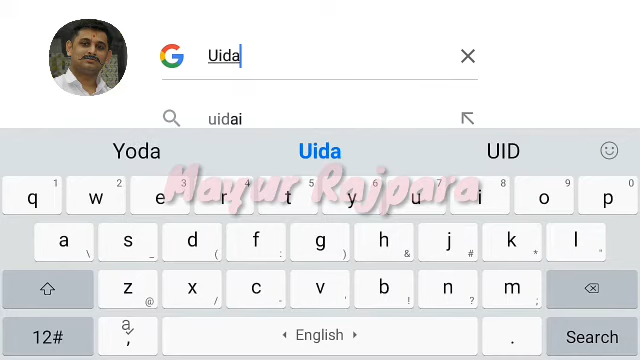 Uida
uidai
Yoda Uida UID
Mayur Rajpara
q 1 w 2 e 3 r 4 t 5 y 6 u 7 i 8 o 9 p 0
a \ s _ d ( f : g ) h & j # k * l "
z @ x / c - v ' b ! n ? m ;
12# a , English . Search